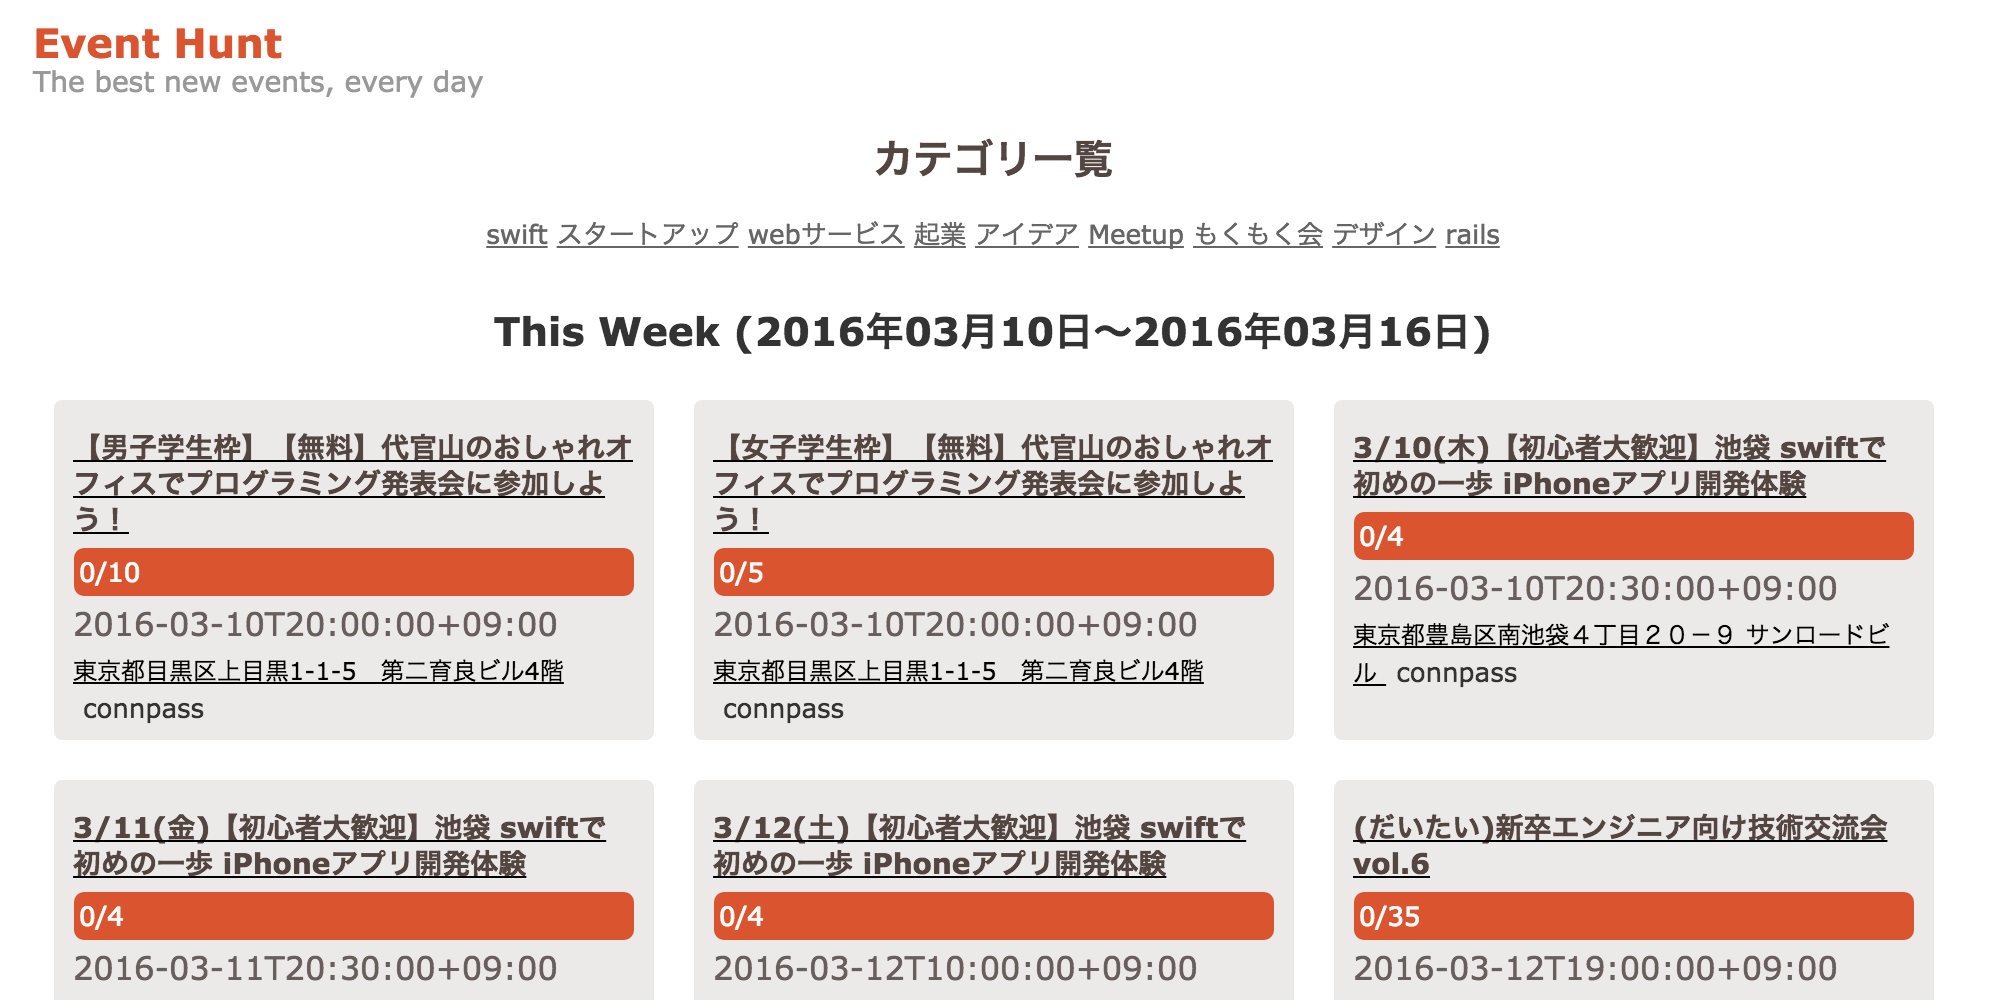 Event Hunt
The best new events, every day
カテゴリ一覧
swift スタートアップ webサービス 起業 アイデア Meetup もくもく会 デザイン rails
This Week (2016年03月10日〜2016年03月16日)
【男子学生枠】【無料】代官山のおしゃれオ
フィスでプログラミング発表会に参加しよ
う！
0/10
2016-03-10T20:00:00+09:00
東京都目黒区上目黒1-1-5　第二育良ビル4階
connpass
【女子学生枠】【無料】代官山のおしゃれオ
フィスでプログラミング発表会に参加しよ
う！
0/5
2016-03-10T20:00:00+09:00
東京都目黒区上目黒1-1-5　第二育良ビル4階
connpass
3/10(木)【初心者大歓迎】池袋 swiftで
初めの一歩 iPhoneアプリ開発体験
0/4
2016-03-10T20:30:00+09:00
東京都豊島区南池袋４丁目２０－９ サンロードビ
ル connpass
3/11(金)【初心者大歓迎】池袋 swiftで
初めの一歩 iPhoneアプリ開発体験
0/4
2016-03-11T20:30:00+09:00
3/12(土)【初心者大歓迎】池袋 swiftで
初めの一歩 iPhoneアプリ開発体験
0/4
2016-03-12T10:00:00+09:00
(だいたい)新卒エンジニア向け技術交流会
vol.6
0/35
2016-03-12T19:00:00+09:00